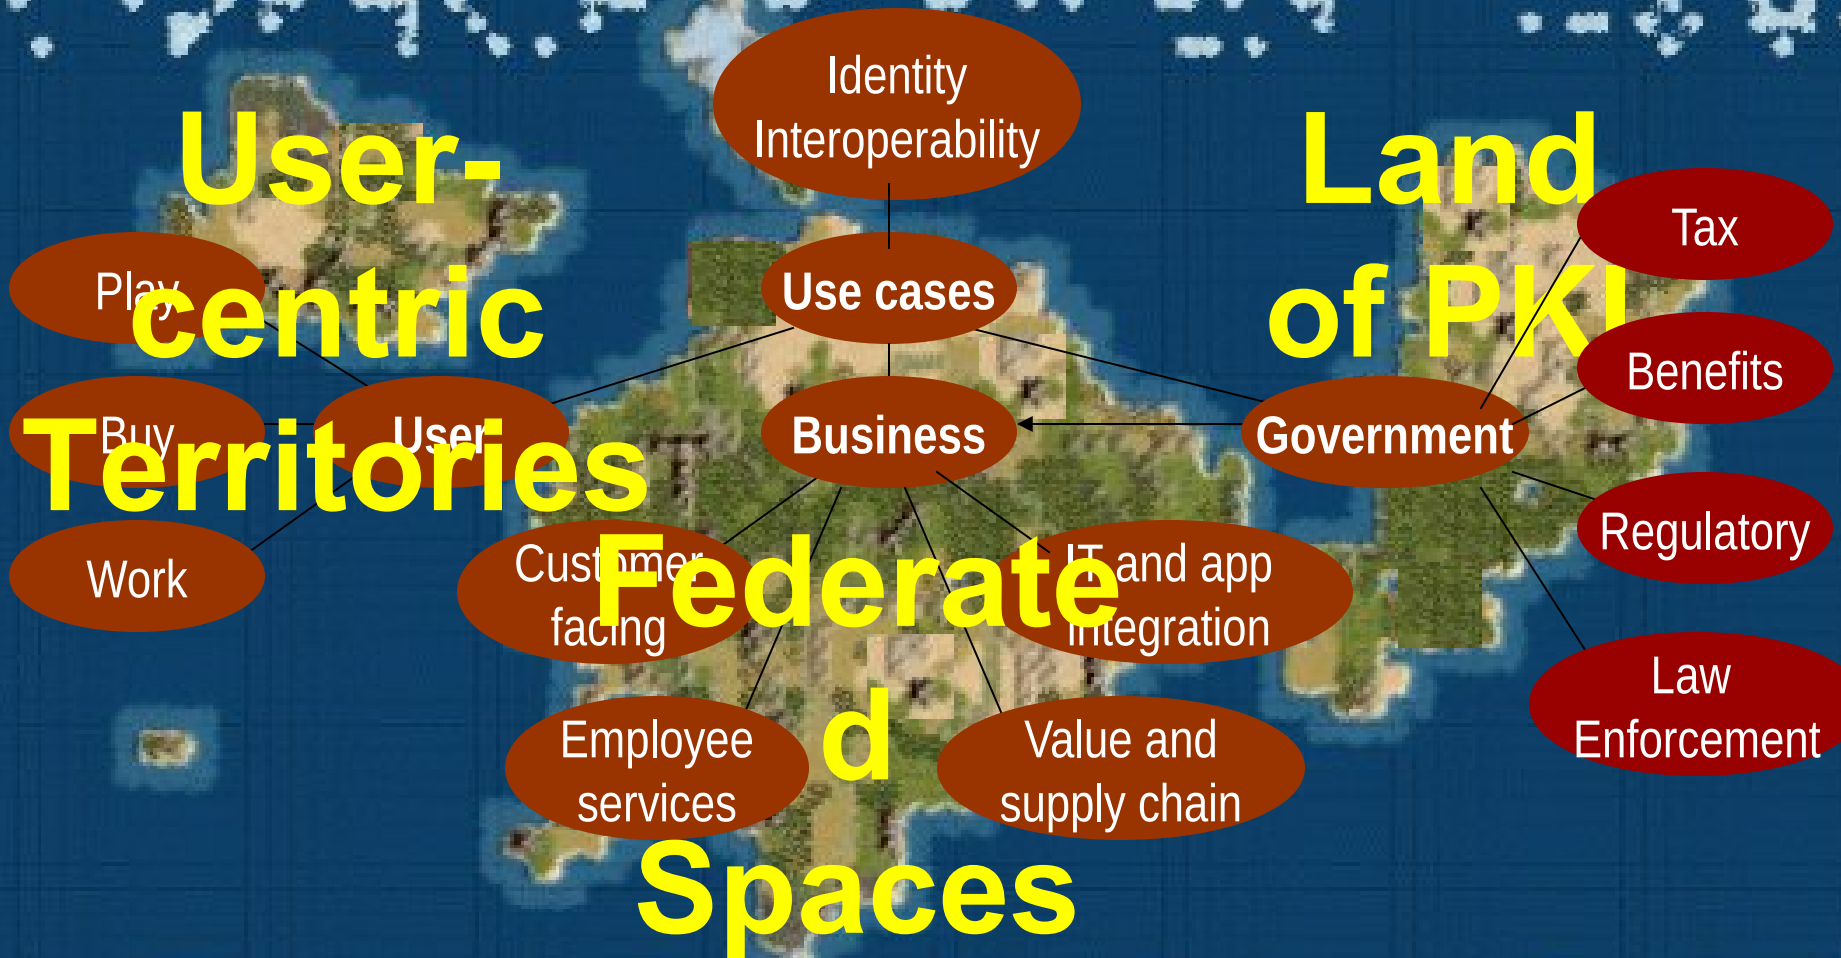 Identity
Interoperability
User-
centric
Territories
Land
of PKI
Tax
Play
Use cases
Benefits
Buy
User
Business
Government
Regulatory
Work
Customer
facing
Federate
d
Spaces
IT and app
integration
Employee
services
Value and
supply chain
Law
Enforcement